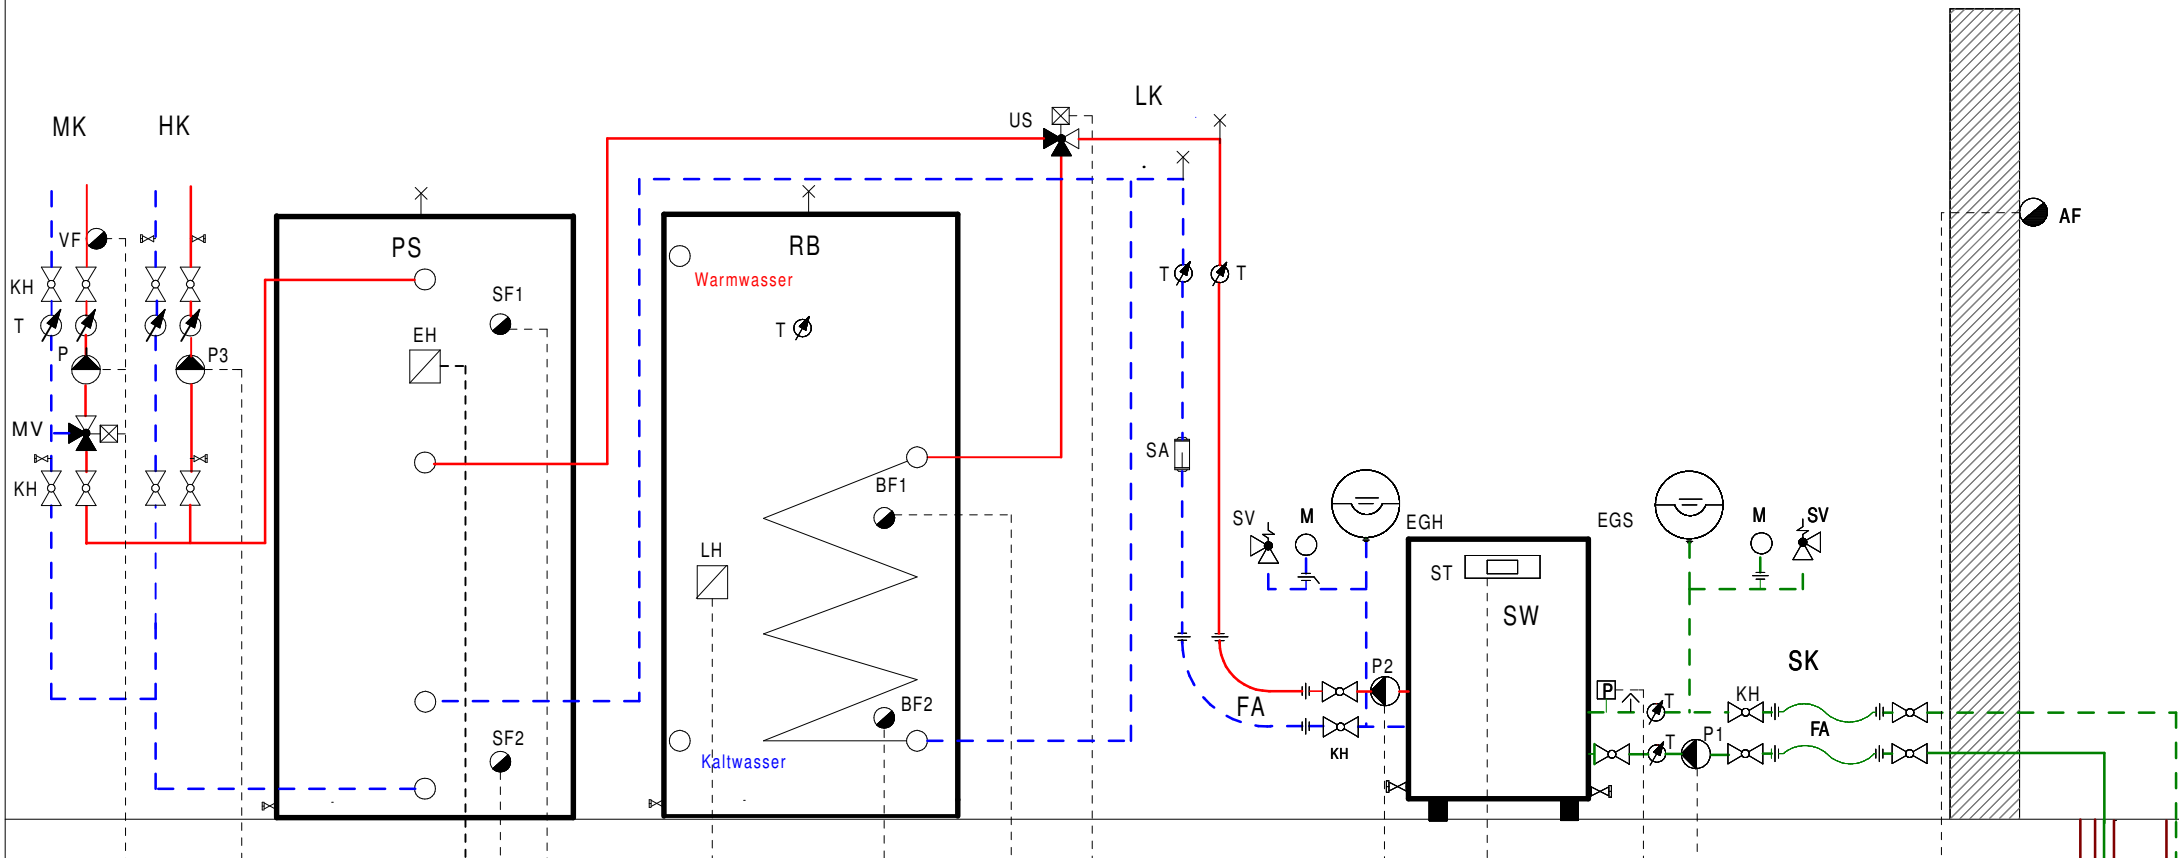 LK
US
MK
HK
AF
VF
PS
RB
Warmwasser
T
T
KH
SF1
T
T
EH
P
P3
MV
SA
BF1
KH
SV
M
EGH
EGS
M
SV
LH
ST
SW
SK
P2
P
T
KH
BF2
FA
FA
SF2
Kaltwasser
KH
T
P1